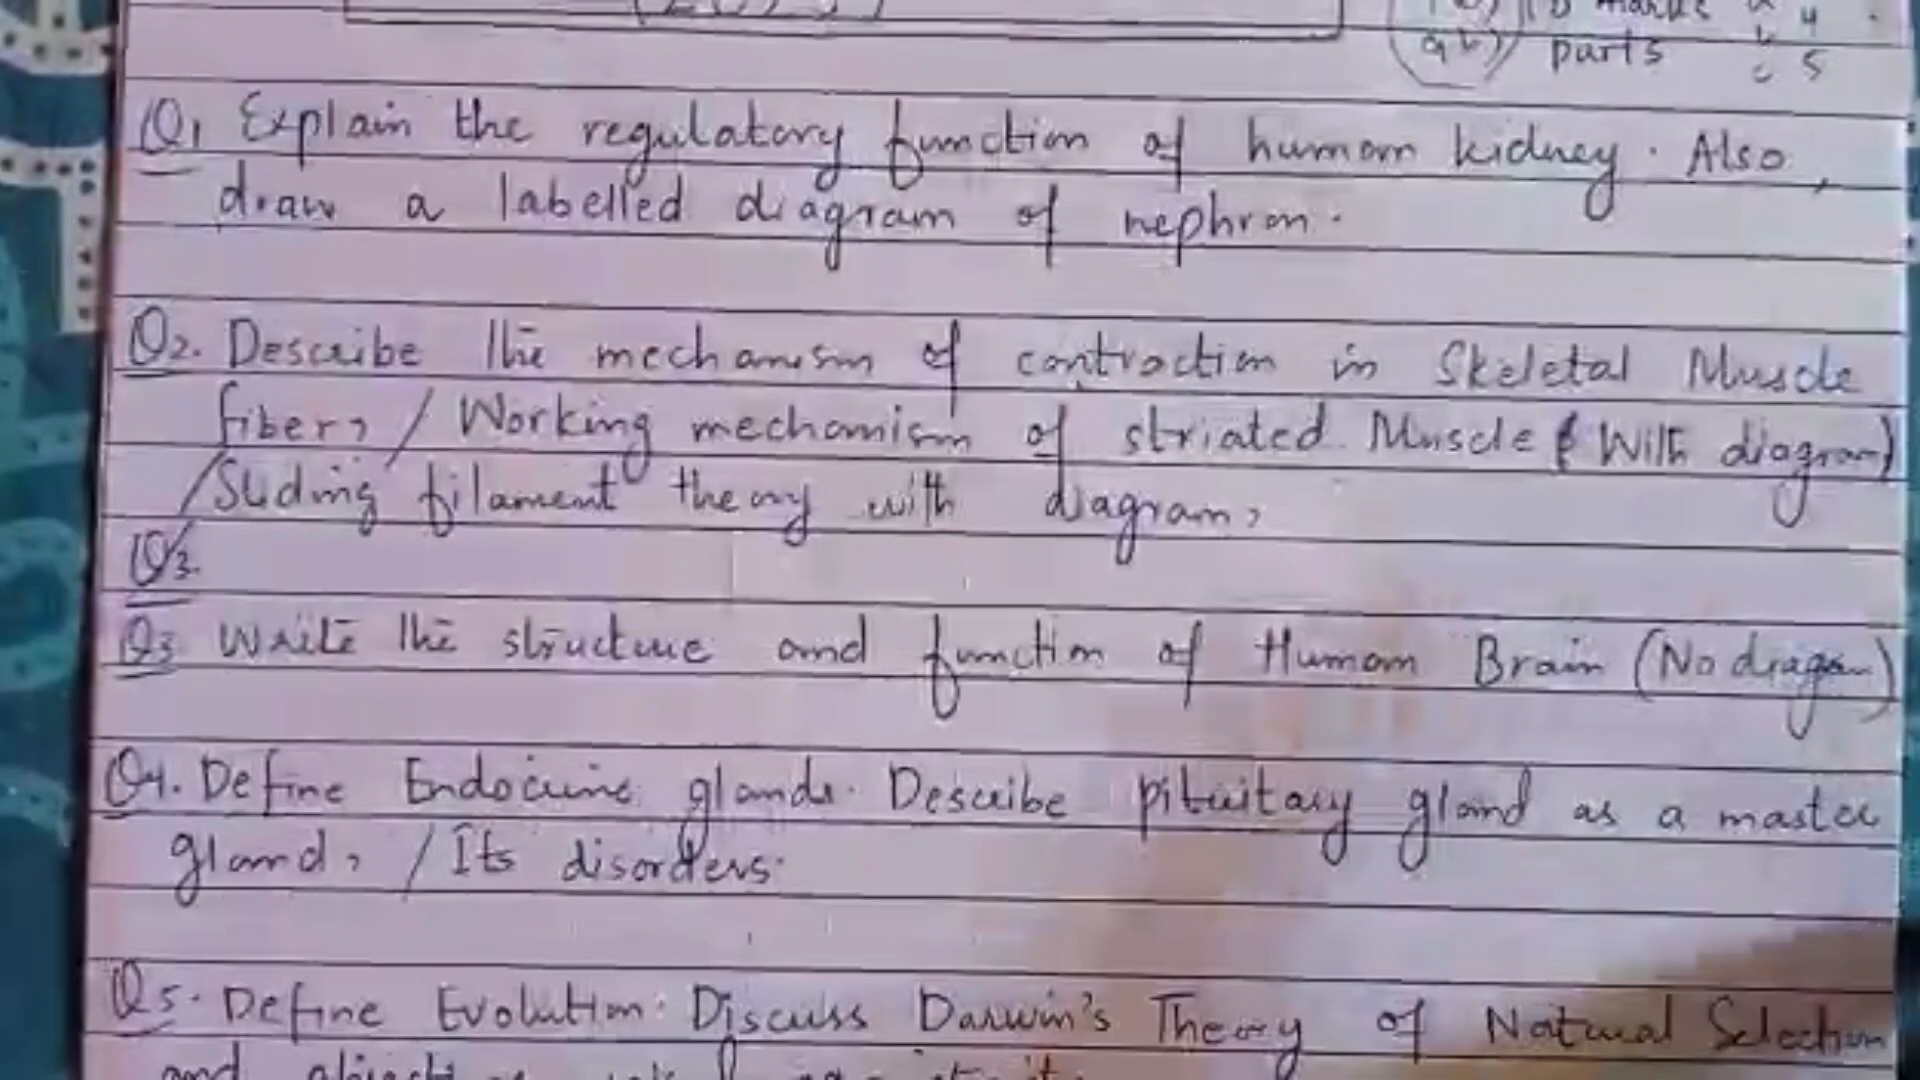 parts
Q1 Explain the regulatory function of human kidney. Also,
draw a labelled diagram of nephron.
Q2. Describe the mechanism of contraction in Skeletal Muscle
fiber, / Working mechanism of striated Muscle (With diagram)
/Sliding filament theory with diagram,
Q3.
Q3 Write the structure and function of Human Brain (No diagram)
Q4. Define Endocrine glands. Describe pituitary gland as a master
gland, / Its disorders.
Q5. Define Evolution. Discuss Darwin's Theory of Natural Selection
and